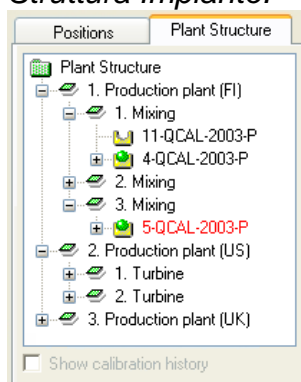 Positions
Plant Structure
Plant Structure
1. Production plant (FI)
1. Mixing
11-QCAL-2003-P
4-QCAL-2003-P
2. Mixing
3. Mixing
5-QCAL-2003-P
2. Production plant (US)
1. Turbine
2. Turbine
3. Production plant (UK)
Show calibration history